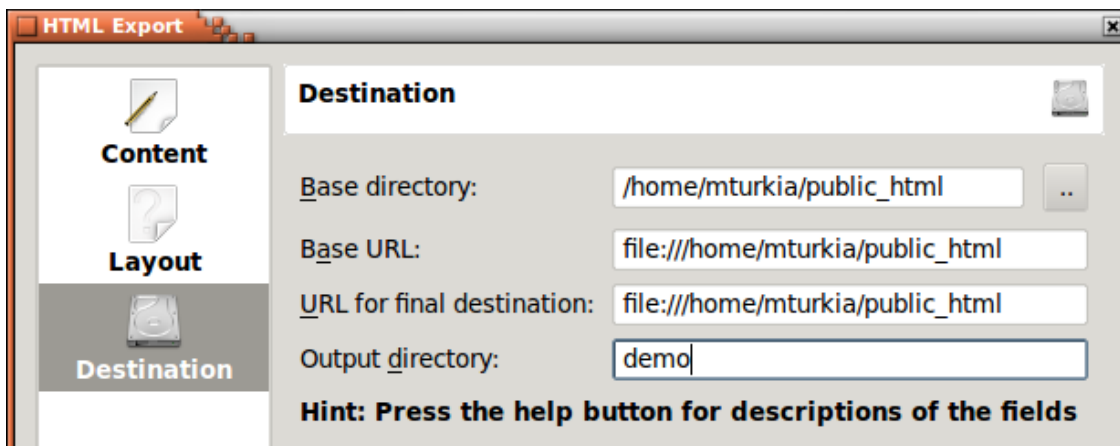 HTML Export
Content
Layout
Destination
Destination
Base directory: /home/mturkia/public_html ..
Base URL: file:///home/mturkia/public_html
URL for final destination: file:///home/mturkia/public_html
Output directory: demo
Hint: Press the help button for descriptions of the fields